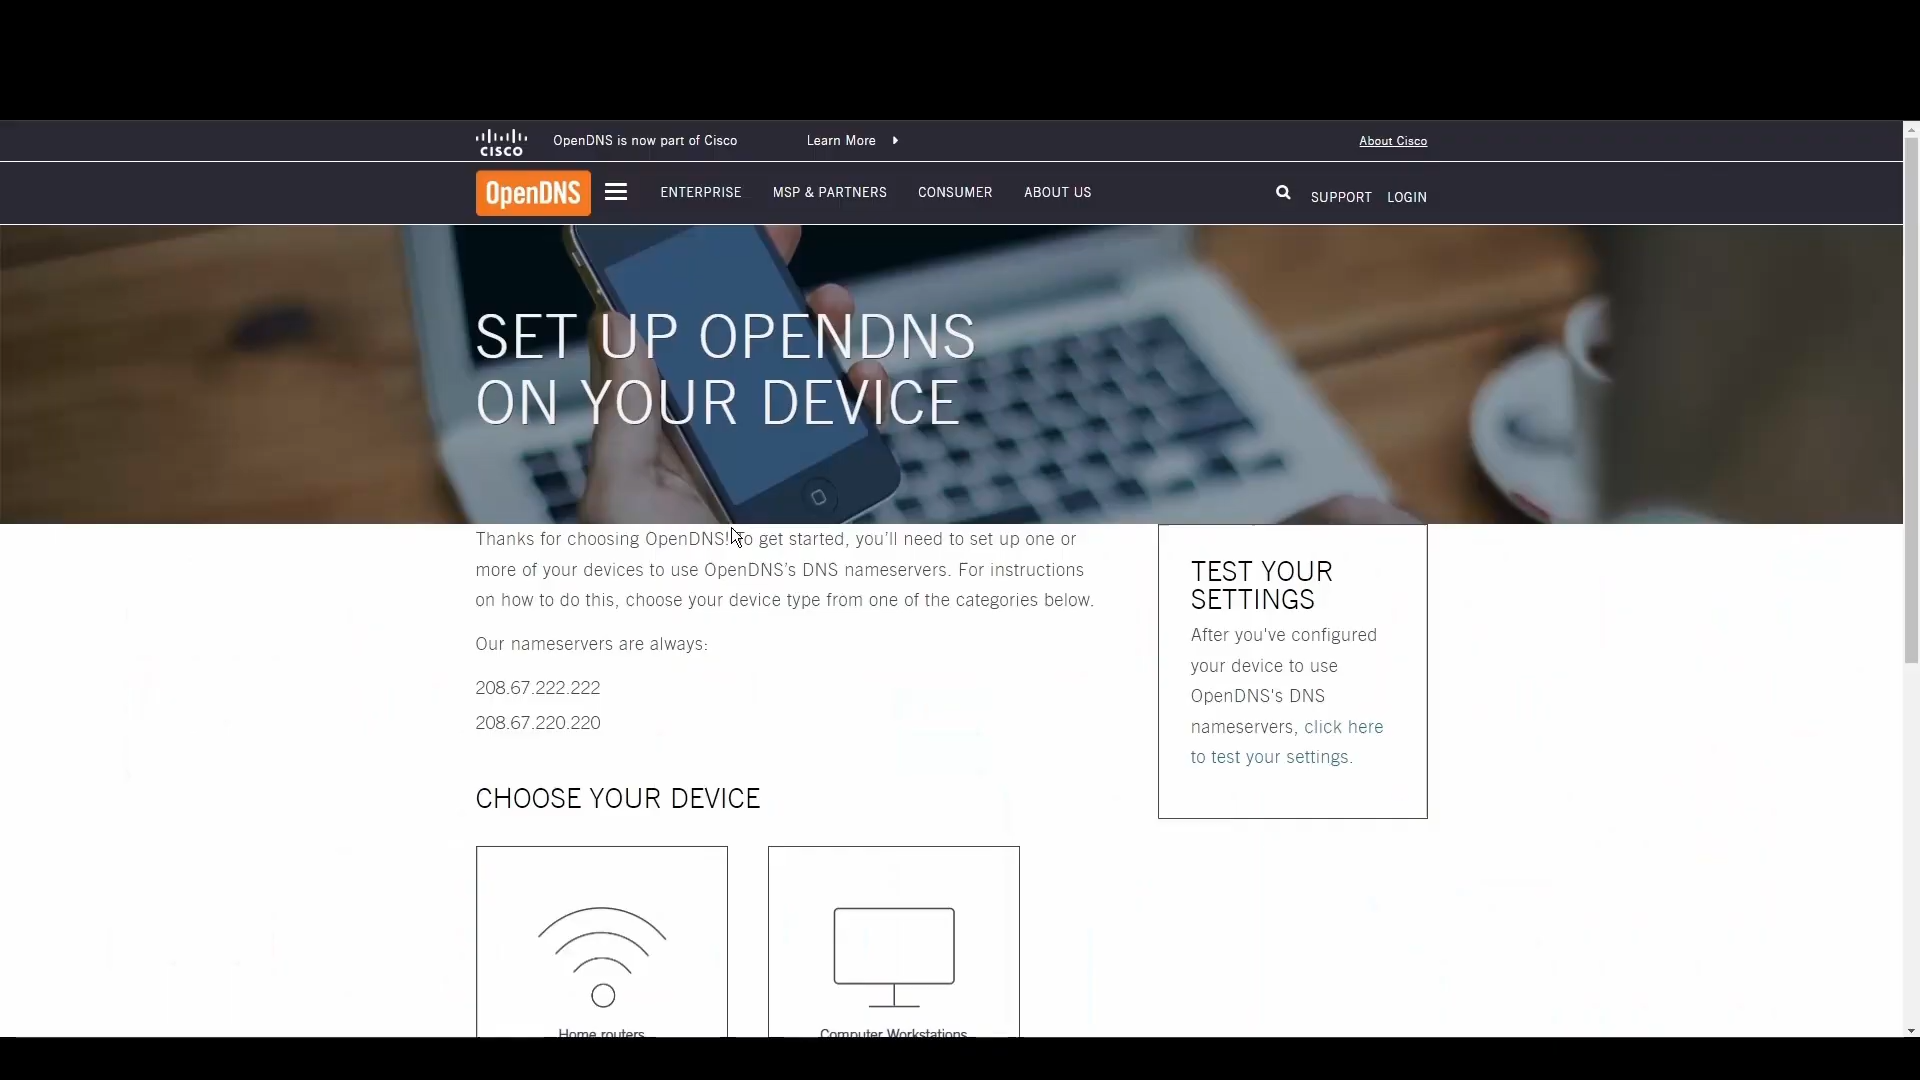 CISCO
OpenDNS is now part of Cisco
Learn More
About Cisco
OpenDNS
ENTERPRISE
MSP & PARTNERS
CONSUMER
ABOUT US
SUPPORT
LOGIN
SET UP OPENDNS
ON YOUR DEVICE
Thanks for choosing OpenDNS! To get started, you’ll need to set up one or
more of your devices to use OpenDNS’s DNS nameservers. For instructions
on how to do this, choose your device type from one of the categories below.
Our nameservers are always:
208.67.222.222
208.67.220.220
TEST YOUR
SETTINGS
After you've configured
your device to use
OpenDNS's DNS
nameservers, click here
to test your settings.
CHOOSE YOUR DEVICE
Home routers
Computer Workstations